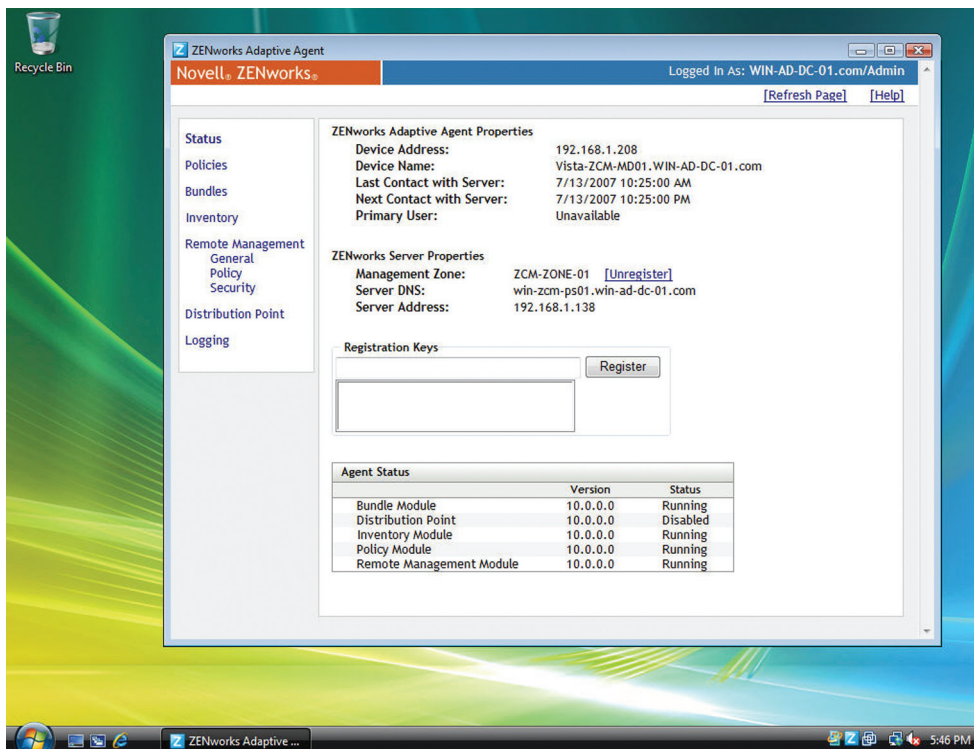 Recycle Bin
ZENworks Adaptive Agent
Novell® ZENworks®
Logged In As: WIN-AD-DC-01.com/Admin
[Refresh Page] [Help]
Status
Policies
Bundles
Inventory
Remote Management
General
Policy
Security
Distribution Point
Logging
ZENworks Adaptive Agent Properties
Device Address: 192.168.1.208
Device Name: Vista-ZCM-MD01.WIN-AD-DC-01.com
Last Contact with Server: 7/13/2007 10:25:00 AM
Next Contact with Server: 7/13/2007 10:25:00 PM
Primary User: Unavailable
ZENworks Server Properties
Management Zone: ZCM-ZONE-01 [Unregister]
Server DNS: win-zcm-ps01.win-ad-dc-01.com
Server Address: 192.168.1.138
Registration Keys
Register
Agent Status
Version Status
Bundle Module 10.0.0.0 Running
Distribution Point 10.0.0.0 Disabled
Inventory Module 10.0.0.0 Running
Policy Module 10.0.0.0 Running
Remote Management Module 10.0.0.0 Running
ZENworks Adaptive ...
5:46 PM